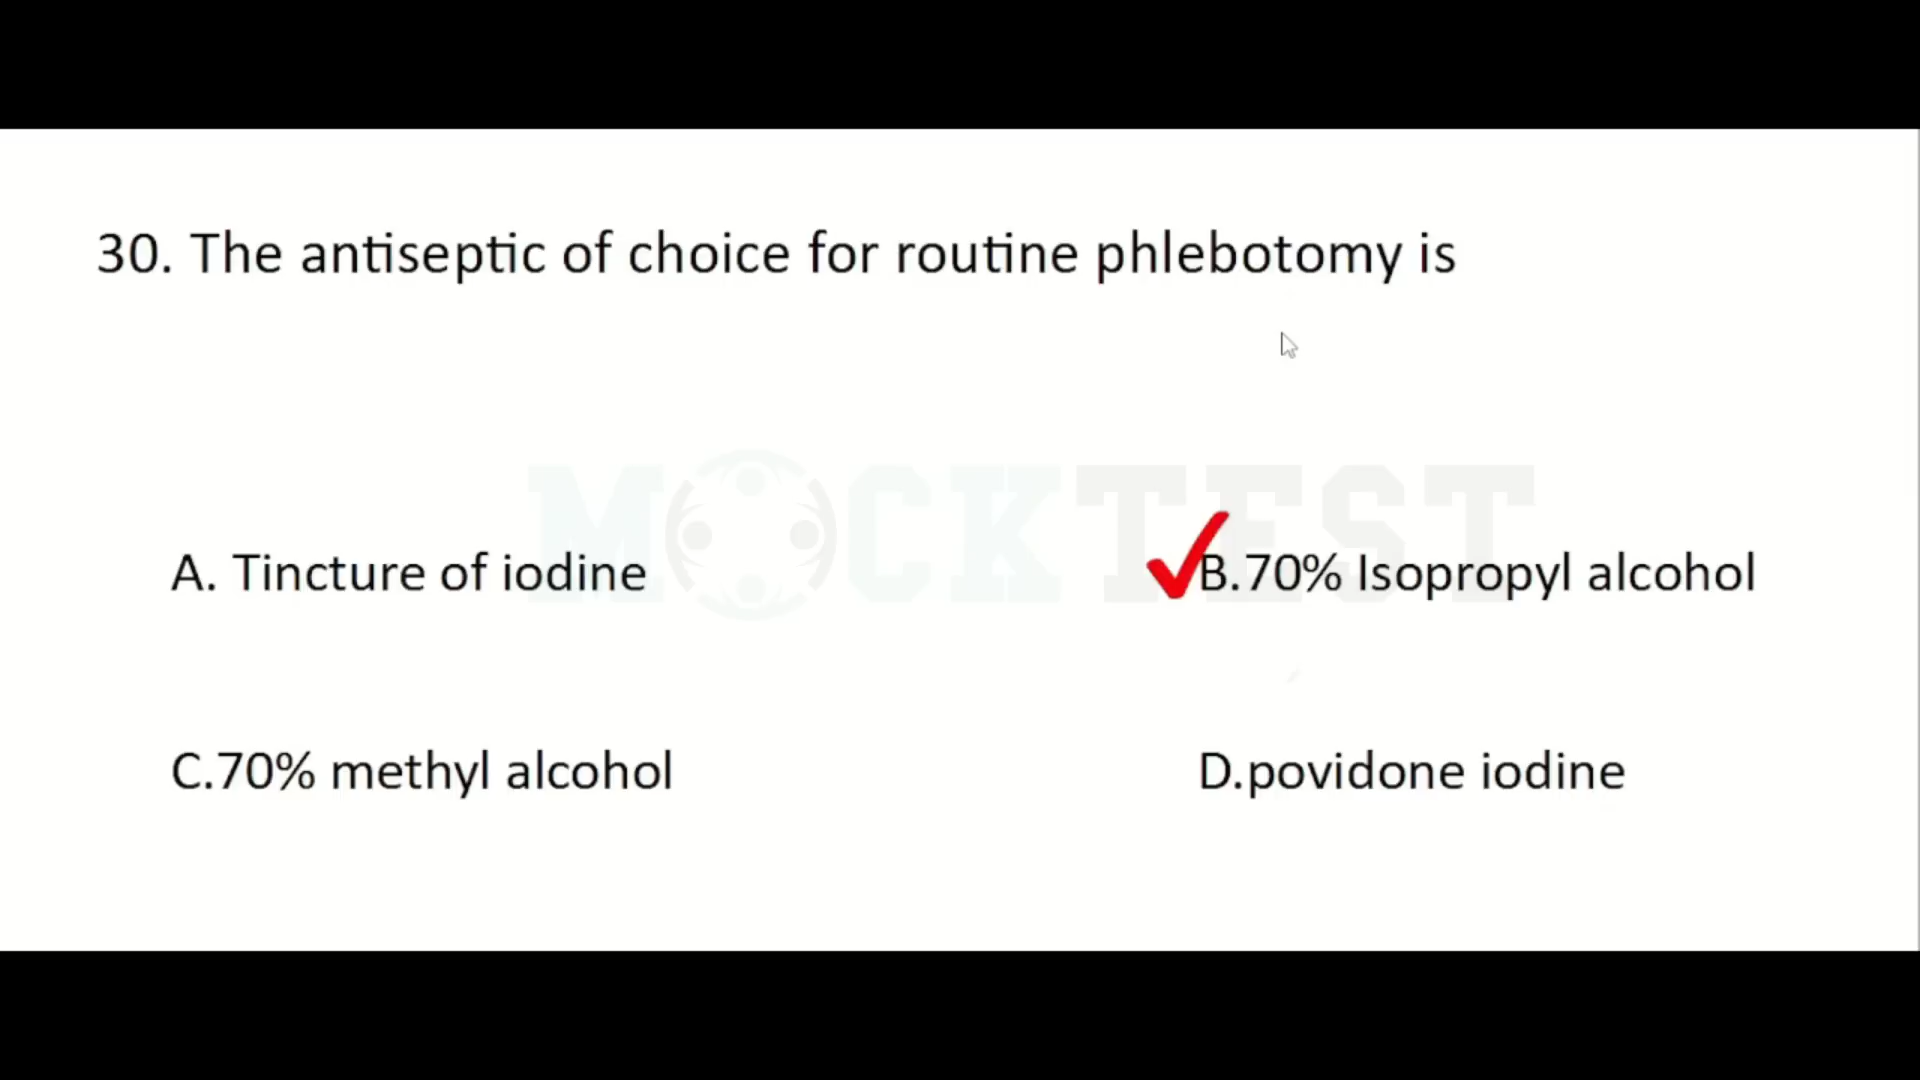 30. The antiseptic of choice for routine phlebotomy is
MOCKTEST
A. Tincture of iodine
B.70% Isopropyl alcohol
C.70% methyl alcohol
D.povidone iodine